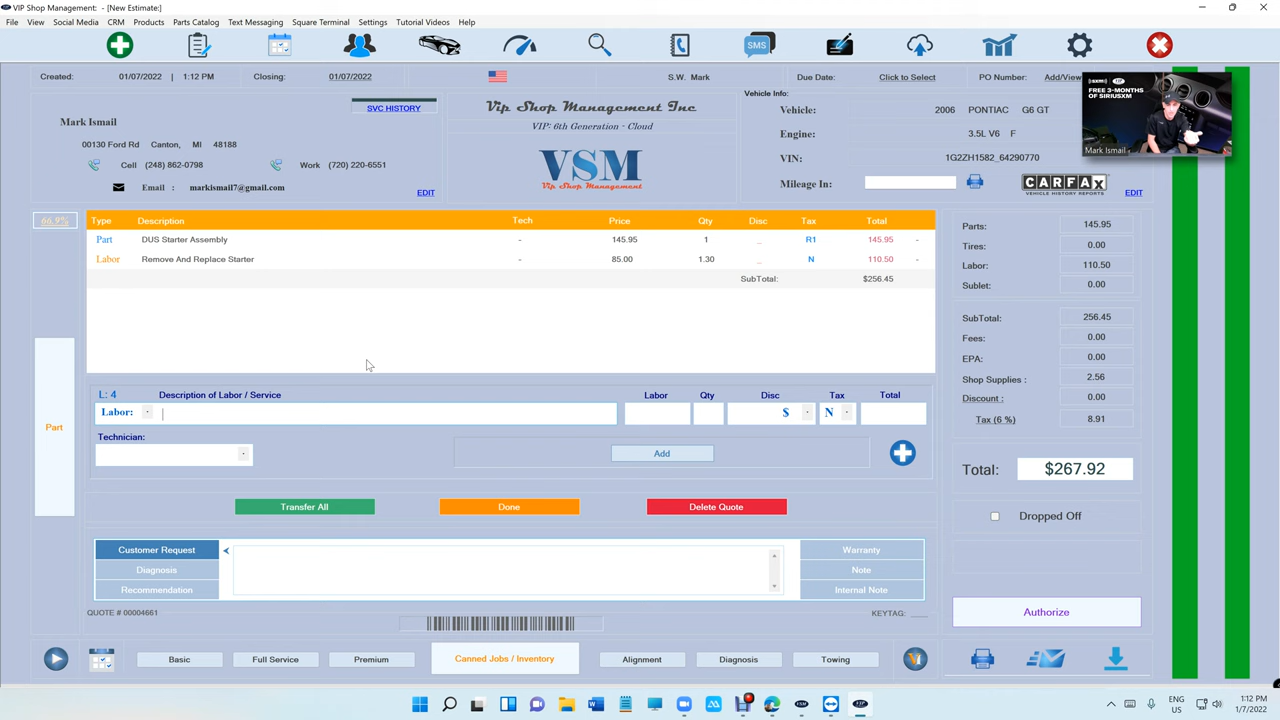 VIP Shop Management: - [New Estimate:]
File View Social Media CRM Products Parts Catalog Text Messaging Square Terminal Settings Tutorial Videos Help
SMS
Created: 01/07/2022 | 1:12 PM Closing: 01/07/2022 S.W. Mark Due Date: Click to Select PO Number: Add/View
Vehicle Info:
SVC HISTORY
Mark Ismail
00130 Ford Rd Canton, MI 48188
Cell (248) 862-0798 Work (720) 220-6551
Email : markismail7@gmail.com
EDIT
Vip Shop Management Inc
VIP: 6th Generation - Cloud
VSM
Vip Shop Management
Vehicle: 2006 PONTIAC G6 GT
Engine: 3.5L V6 F
VIN: 1G2ZH1582_64290770
Mileage In:
CARFAX
VEHICLE HISTORY REPORTS
EDIT
FREE 3-MONTHS
OF SIRIUSXM
Mark Ismail
66.9%
Type Description Tech Price Qty Disc Tax Total
Part DUS Starter Assembly - 145.95 1 _ R1 145.95 -
Labor Remove And Replace Starter - 85.00 1.30 _ N 110.50 -
SubTotal: $256.45
Part
L: 4 Description of Labor / Service Labor Qty Disc Tax Total
Labor: $ N
Technician:
Add
Transfer All Done Delete Quote
Customer Request
Diagnosis
Recommendation
Warranty
Note
Internal Note
QUOTE # 00004661 KEYTAG: ___
Parts: 145.95
Tires: 0.00
Labor: 110.50
Sublet: 0.00
SubTotal: 256.45
Fees: 0.00
EPA: 0.00
Shop Supplies : 2.56
Discount : 0.00
Tax (6 %) 8.91
Total: $267.92
Dropped Off
Authorize
Basic Full Service Premium Canned Jobs / Inventory Alignment Diagnosis Towing
ENG
US
1:12 PM
1/7/2022